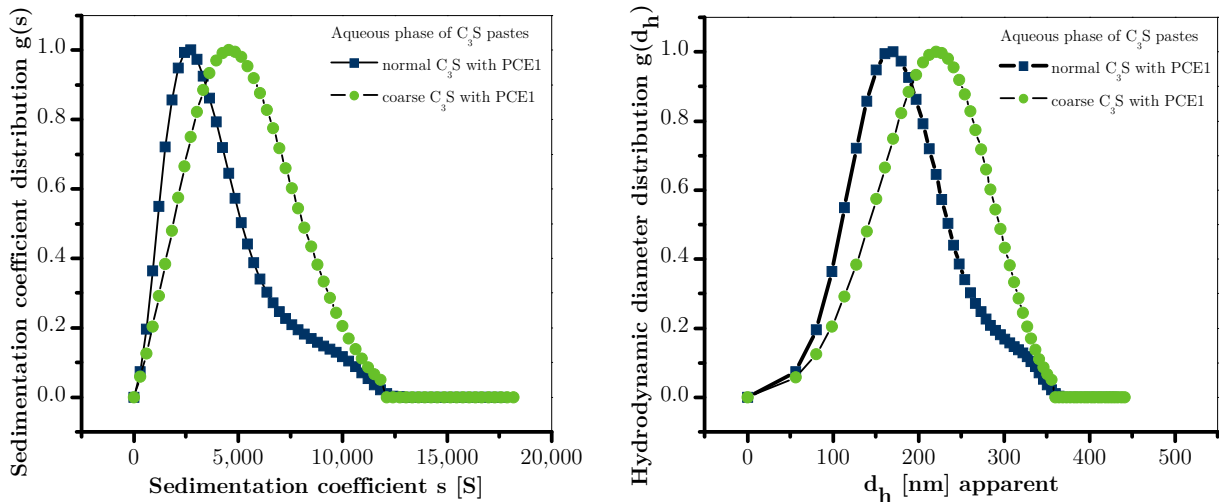 Sedimentation coefficient distribution g(s)
1.0
0.8
0.6
0.4
0.2
0.0
Aqueous phase of C₃S pastes
normal C₃S with PCE1
coarse C₃S with PCE1
0
5,000
10,000
15,000
20,000
Sedimentation coefficient s [S]
Hydrodynamic diameter distribution g(dₕ)
1.0
0.8
0.6
0.4
0.2
0.0
Aqueous phase of C₃S pastes
normal C₃S with PCE1
coarse C₃S with PCE1
0
100
200
300
400
500
dₕ [nm] apparent